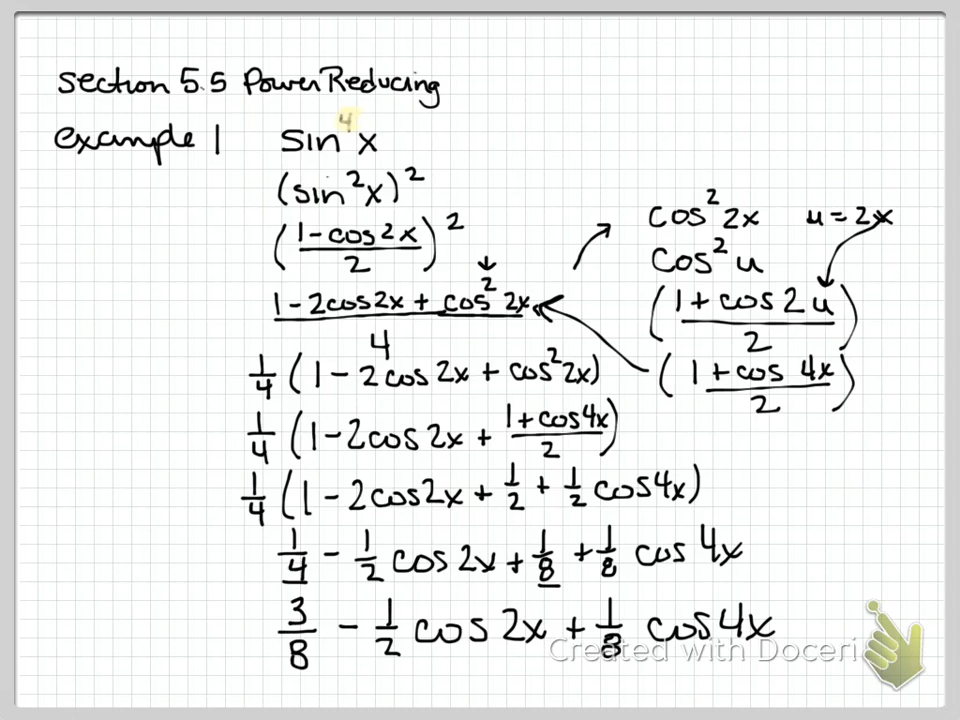 section 5.5 Power Reducing
example 1 sin⁴x
(sin²x)²
((1-cos2x)/2)²
(1-2cos2x + cos²2x)/4
1/4 (1-2cos2x + cos²2x)
1/4 (1-2cos2x + (1+cos4x)/2)
1/4 (1-2cos2x + 1/2 + 1/2 cos4x)
1/4 - 1/2 cos2x + 1/8 + 1/8 cos4x
3/8 - 1/2 cos2x + 1/8 cos4x
cos²2x u=2x
cos²u
((1+cos2u)/2)
((1+cos4x)/2)
Created with Doceri